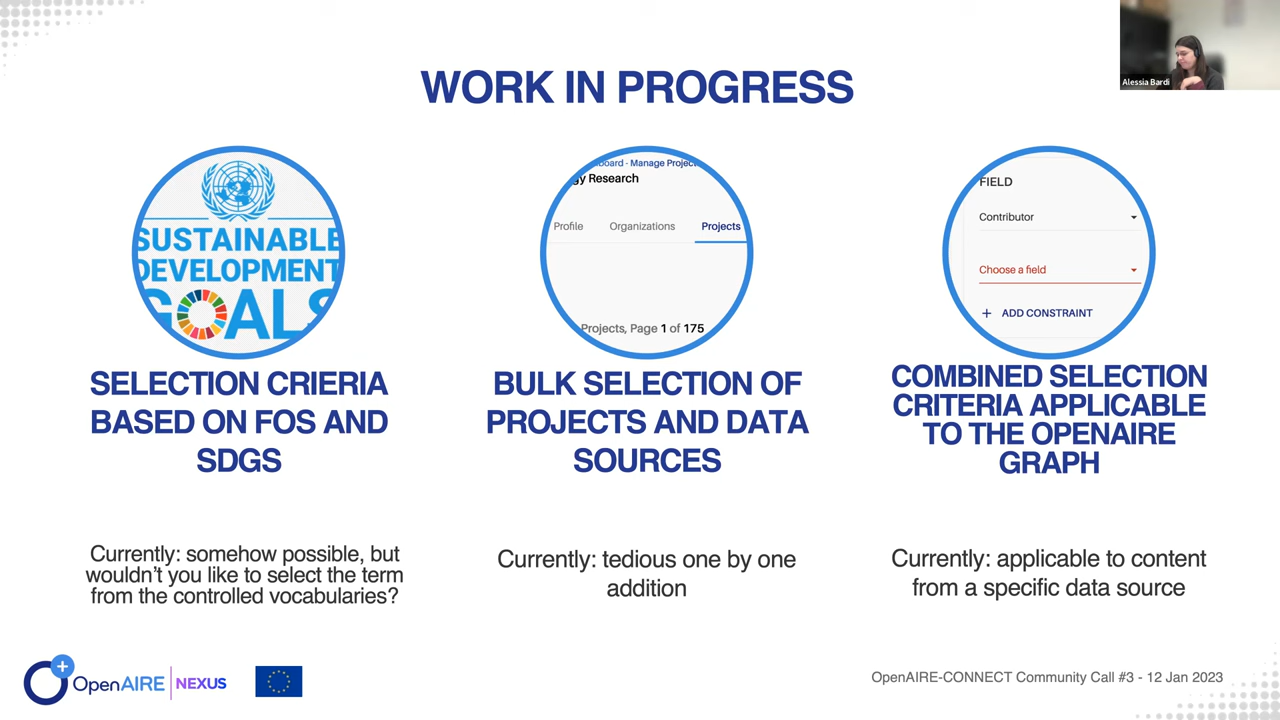 WORK IN PROGRESS
Alessia Bardi
SUSTAINABLE
DEVELOPMENT
GOALS
SELECTION CRIERIA
BASED ON FOS AND
SDGS
Currently: somehow possible, but
wouldn't you like to select the term
from the controlled vocabularies?
board - Manage Project
gy Research
Profile Organizations Projects
Projects, Page 1 of 175
BULK SELECTION OF
PROJECTS AND DATA
SOURCES
Currently: tedious one by one
addition
FIELD
Contributor
Choose a field
+ ADD CONSTRAINT
COMBINED SELECTION
CRITERIA APPLICABLE
TO THE OPENAIRE
GRAPH
Currently: applicable to content
from a specific data source
OpenAIRE NEXUS
OpenAIRE-CONNECT Community Call #3 - 12 Jan 2023